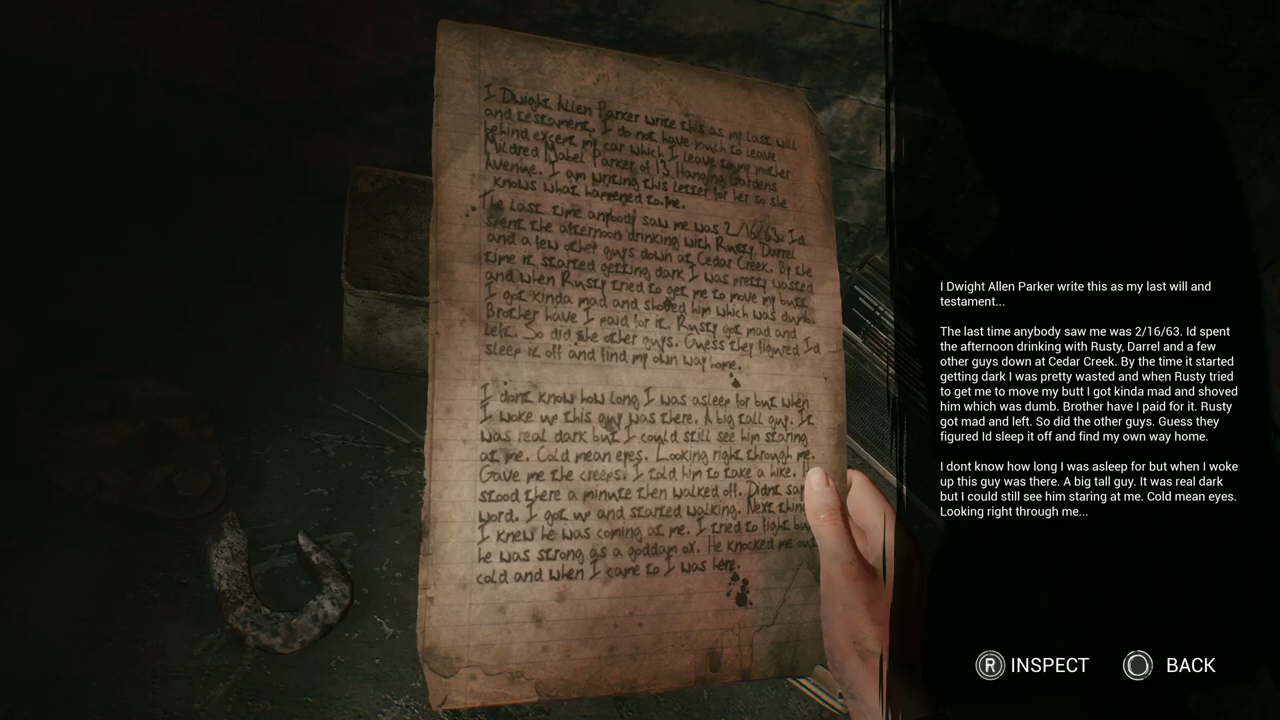 I Dwight Allen Parker write this as my last will
and testament. I do not have much to leave
behind except my car which I leave to my mother
Mildred Mabel Parker of 13 Hanging Gardens
Avenue. I am writing this letter for her so she
knows what happened to me.
The last time anybody saw me was 2/16/63. Id
spent the afternoon drinking with Rusty, Darrel
and a few other guys down at Cedar Creek. By the
time it started getting dark I was pretty wasted
and when Rusty tried to get me to move my butt
I got kinda mad and shoved him which was dumb.
Brother have I paid for it. Rusty got mad and
left. So did the other guys. Guess they figured Id
sleep it off and find my own way home.
I dont know how long I was asleep for but when
I woke up this guy was there. A big tall guy. It
was real dark but I could still see him staring
at me. Cold mean eyes. Looking right through me.
Gave me the creeps. I told him to take a hike.
stood there a minute then walked off. Didnt say
word. I got up and started walking. Next thing
I knew he was coming at me. I tried to fight but
he was strong as a goddam ox. He knocked me out
cold and when I came to I was here.
I Dwight Allen Parker write this as my last will and
testament...
The last time anybody saw me was 2/16/63. Id spent
the afternoon drinking with Rusty, Darrel and a few
other guys down at Cedar Creek. By the time it started
getting dark I was pretty wasted and when Rusty tried
to get me to move my butt I got kinda mad and shoved
him which was dumb. Brother have I paid for it. Rusty
got mad and left. So did the other guys. Guess they
figured Id sleep it off and find my own way home.
I dont know how long I was asleep for but when I woke
up this guy was there. A big tall guy. It was real dark
but I could still see him staring at me. Cold mean eyes.
Looking right through me...
R INSPECT
BACK